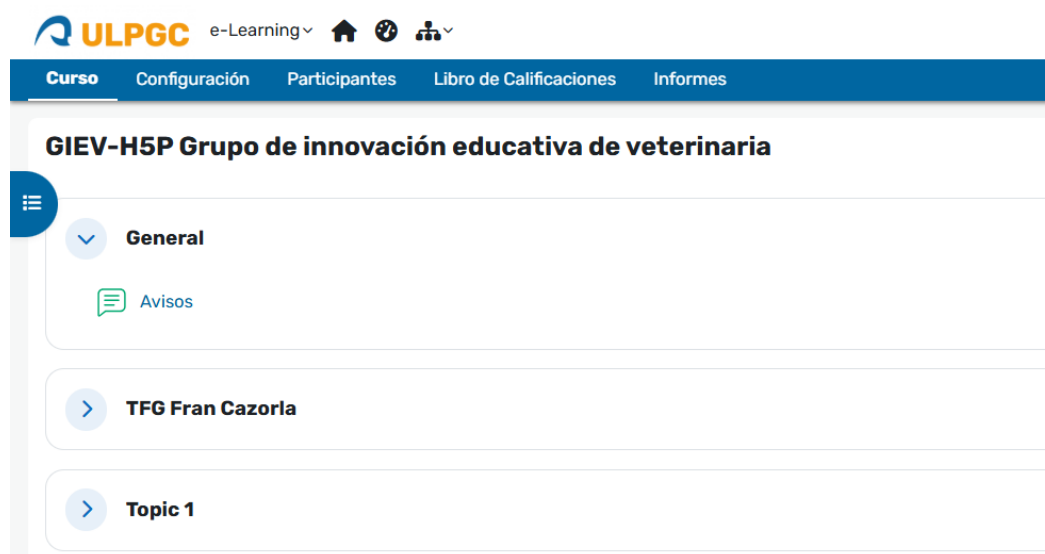 ULPGC e-Learning
Curso Configuración Participantes Libro de Calificaciones Informes
GIEV-H5P Grupo de innovación educativa de veterinaria
General
Avisos
TFG Fran Cazorla
Topic 1